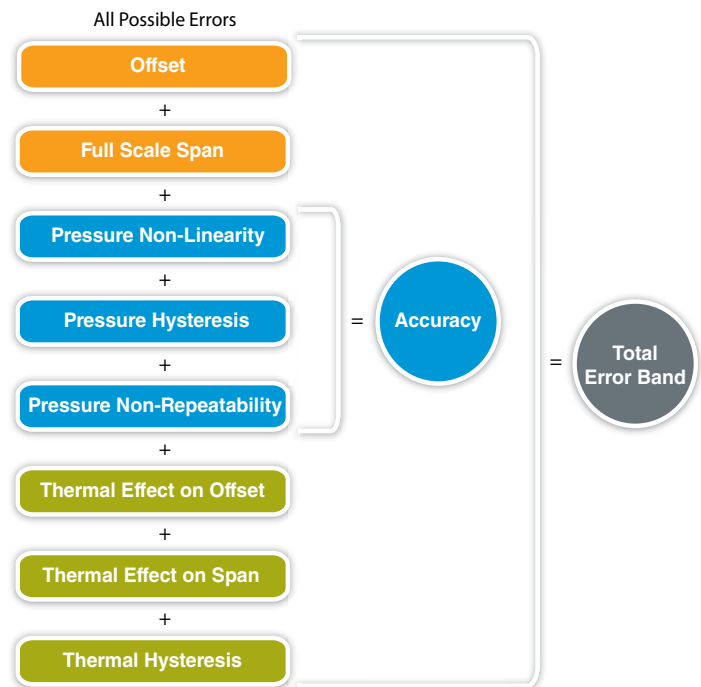 All Possible Errors
Offset
+
Full Scale Span
+
Pressure Non-Linearity
+
Pressure Hysteresis
+
Pressure Non-Repeatability
+
Thermal Effect on Offset
+
Thermal Effect on Span
+
Thermal Hysteresis
=
Accuracy
=
Total
Error Band